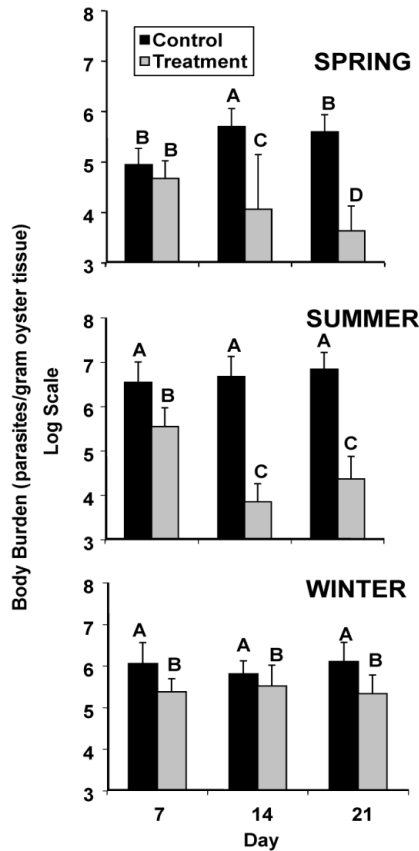 Control
Treatment
SPRING
8
7
6
5
4
3
B B A C B D
SUMMER
8
7
6
5
4
3
A B A C A C
WINTER
8
7
6
5
4
3
A B A B A B
7 14 21
Day
Body Burden (parasites/gram oyster tissue)
Log Scale